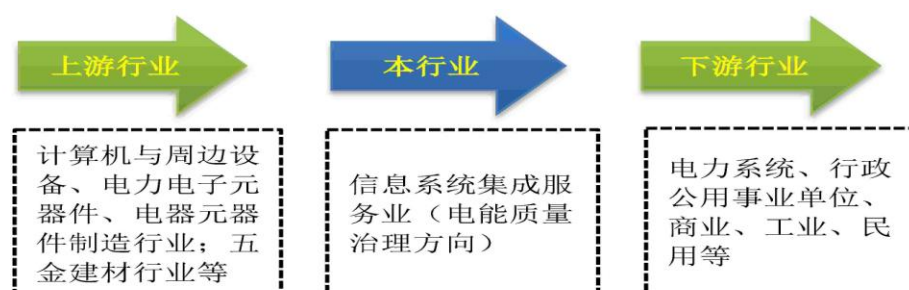 上游行业
本行业
下游行业
计算机与周边设
备、电力电子元
器件、电器元器
件制造行业；五
金建材行业等
信息系统集成服
务业（电能质量
治理方向）
电力系统、行政
公用事业单位、
商业、工业、民
用等